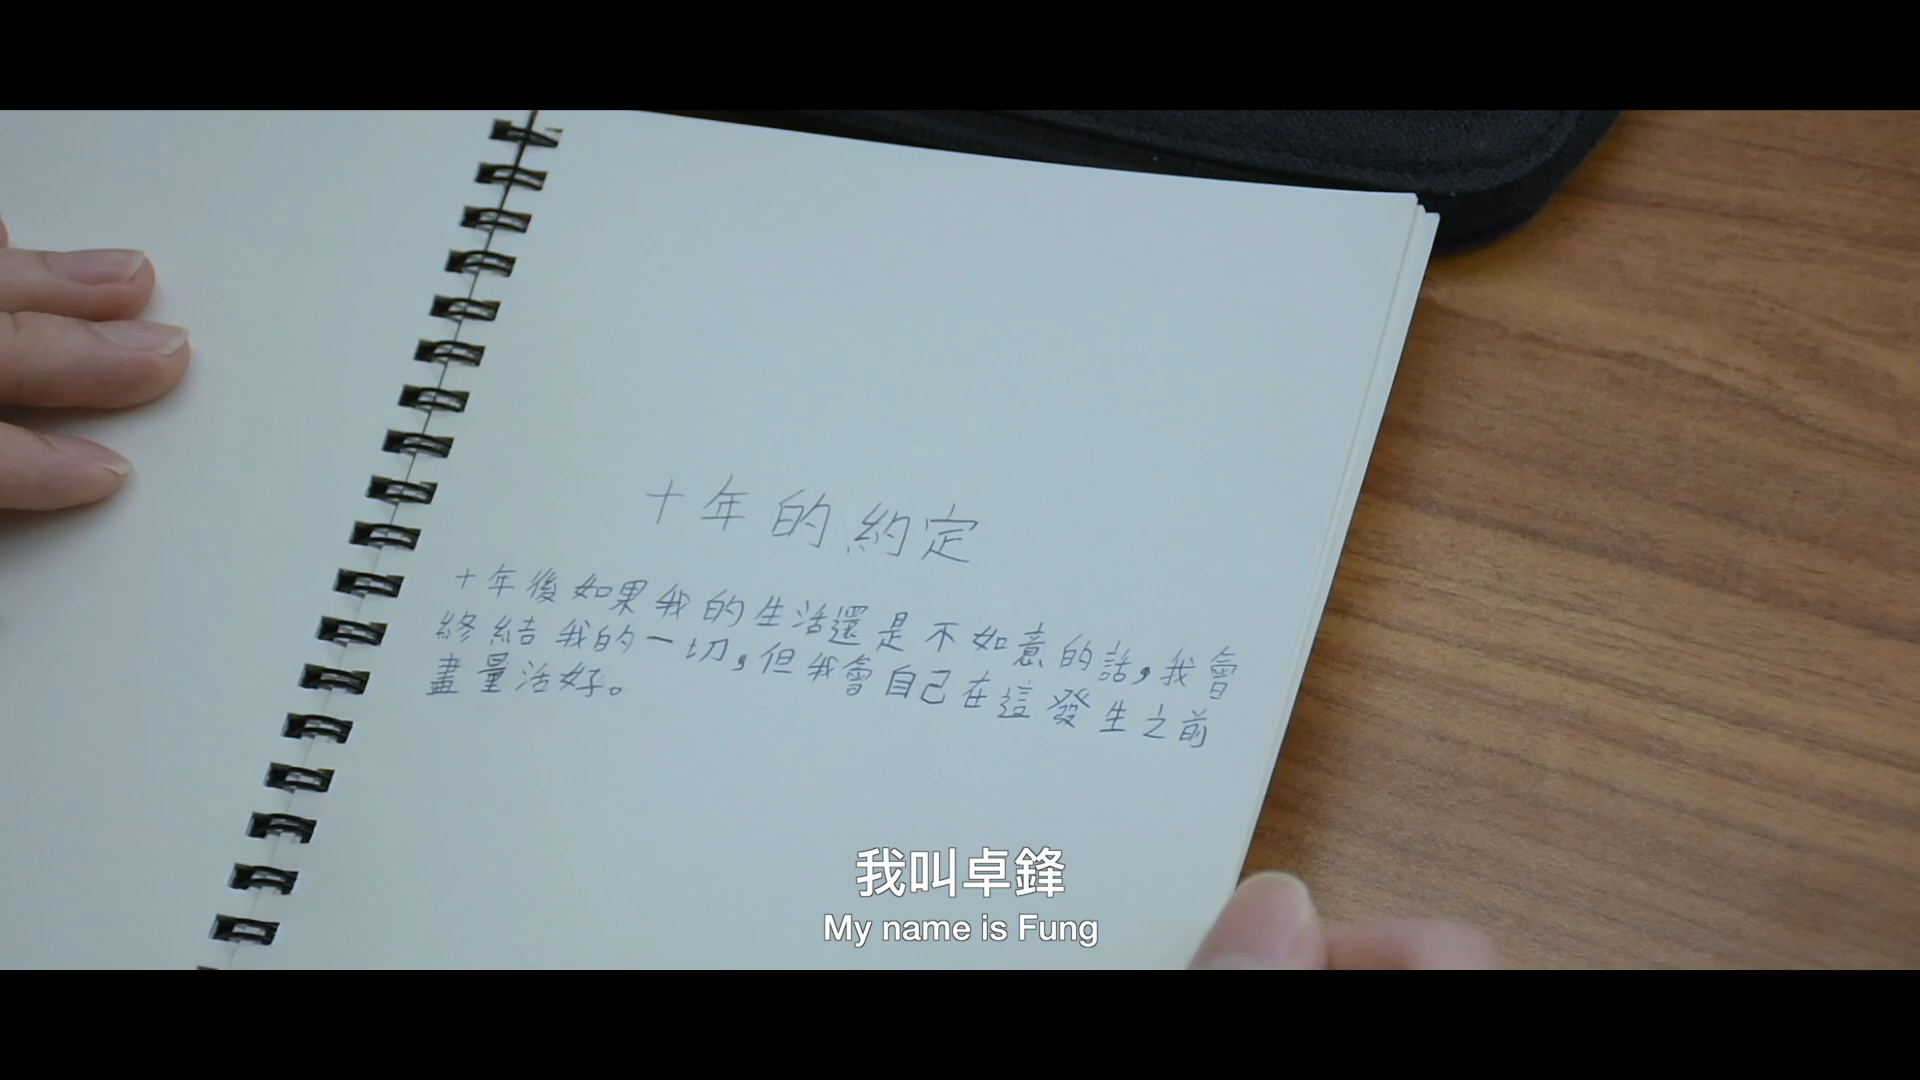 十年的約定
十年後如果我的生活還是不如意的話，我會
終結我的一切，但我會自己在這發生之前
盡量活好。
我叫卓鋒
My name is Fung